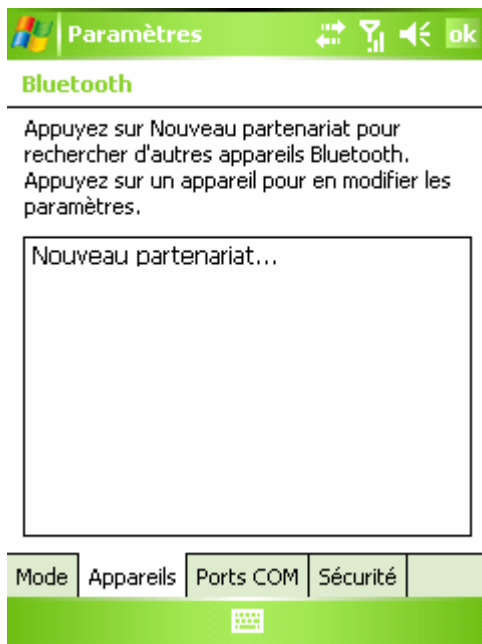 Paramètres
ok
Bluetooth
Appuyez sur Nouveau partenariat pour
rechercher d'autres appareils Bluetooth.
Appuyez sur un appareil pour en modifier les
paramètres.
Nouveau partenariat...
Mode Appareils Ports COM Sécurité